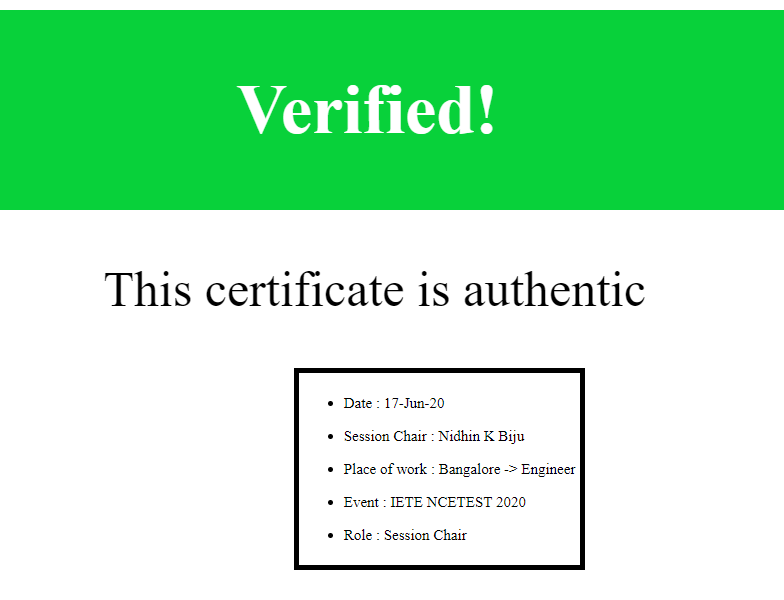 Verified!
This certificate is authentic
Date : 17-Jun-20
Session Chair : Nidhin K Biju
Place of work : Bangalore -> Engineer
Event : IETE NCETEST 2020
Role : Session Chair